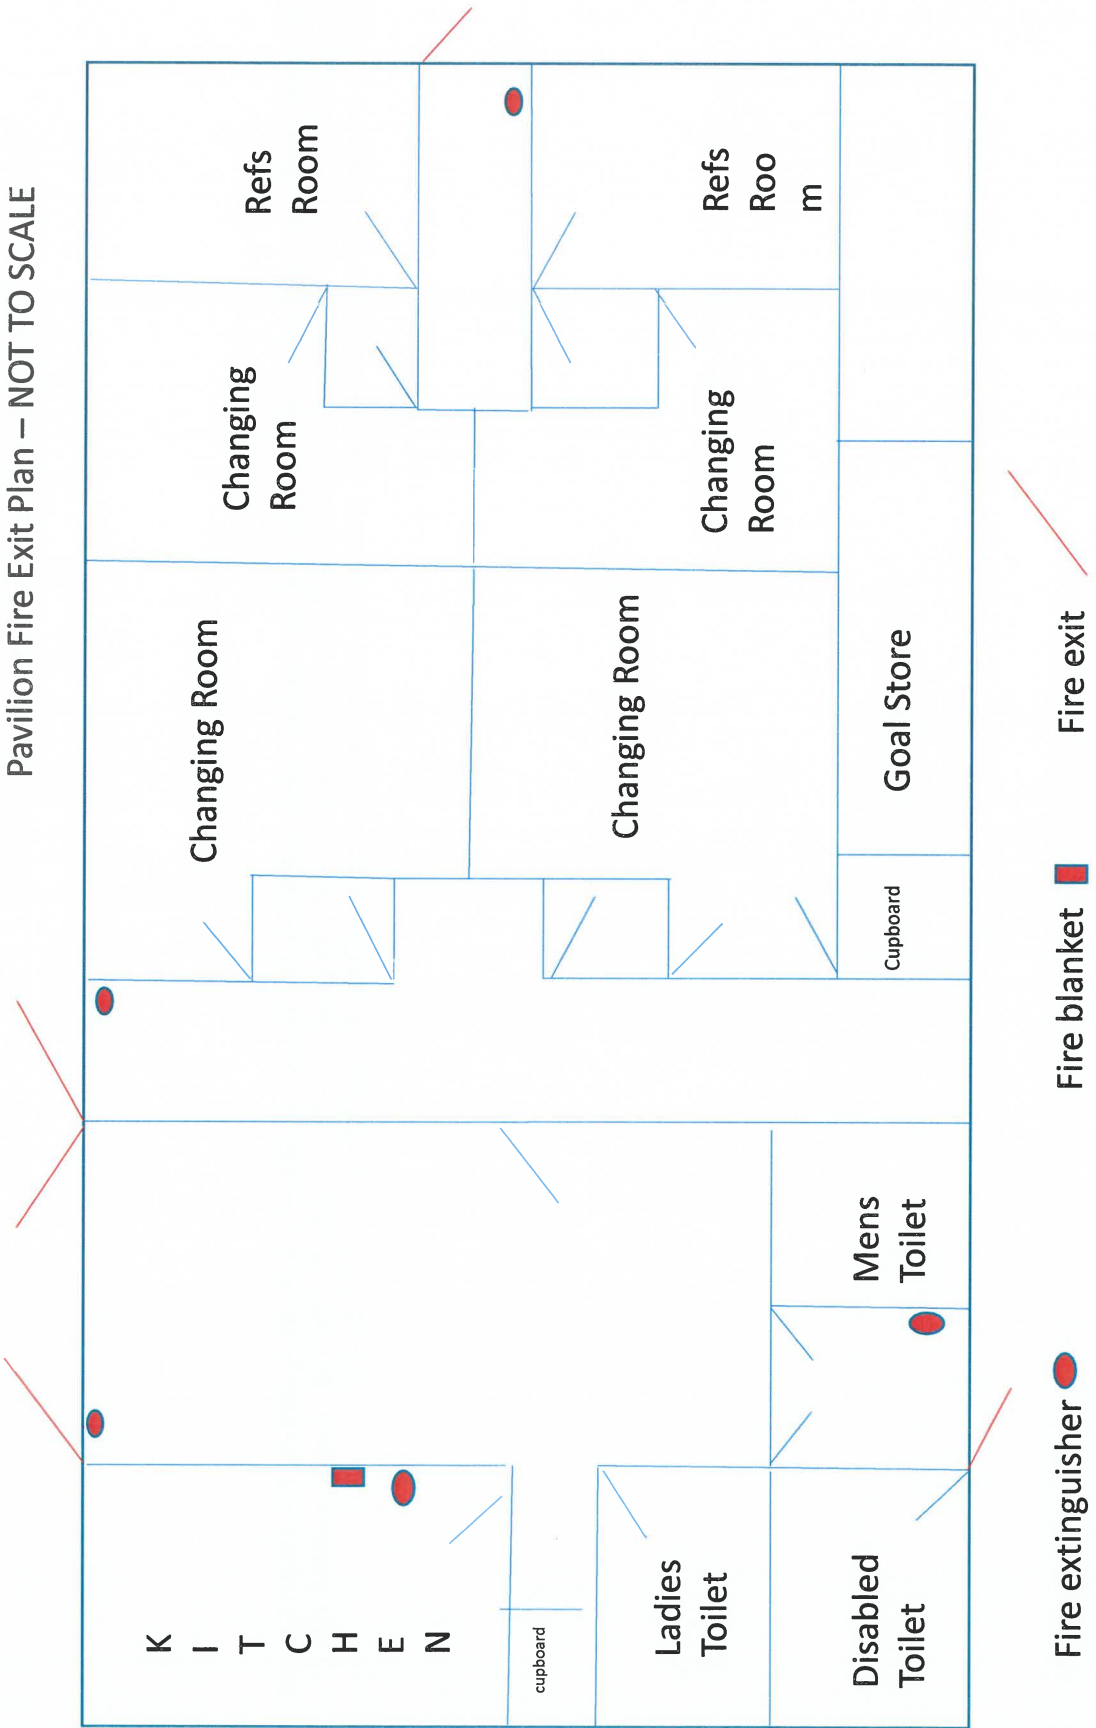 Pavilion Fire Exit Plan – NOT TO SCALE
K
I
T
C
H
E
N
cupboard
Ladies
Toilet
Disabled
Toilet
Mens
Toilet
Changing Room
Changing Room
Cupboard
Goal Store
Changing
Room
Changing
Room
Refs
Room
Refs
Roo
m
Fire extinguisher
Fire blanket
Fire exit